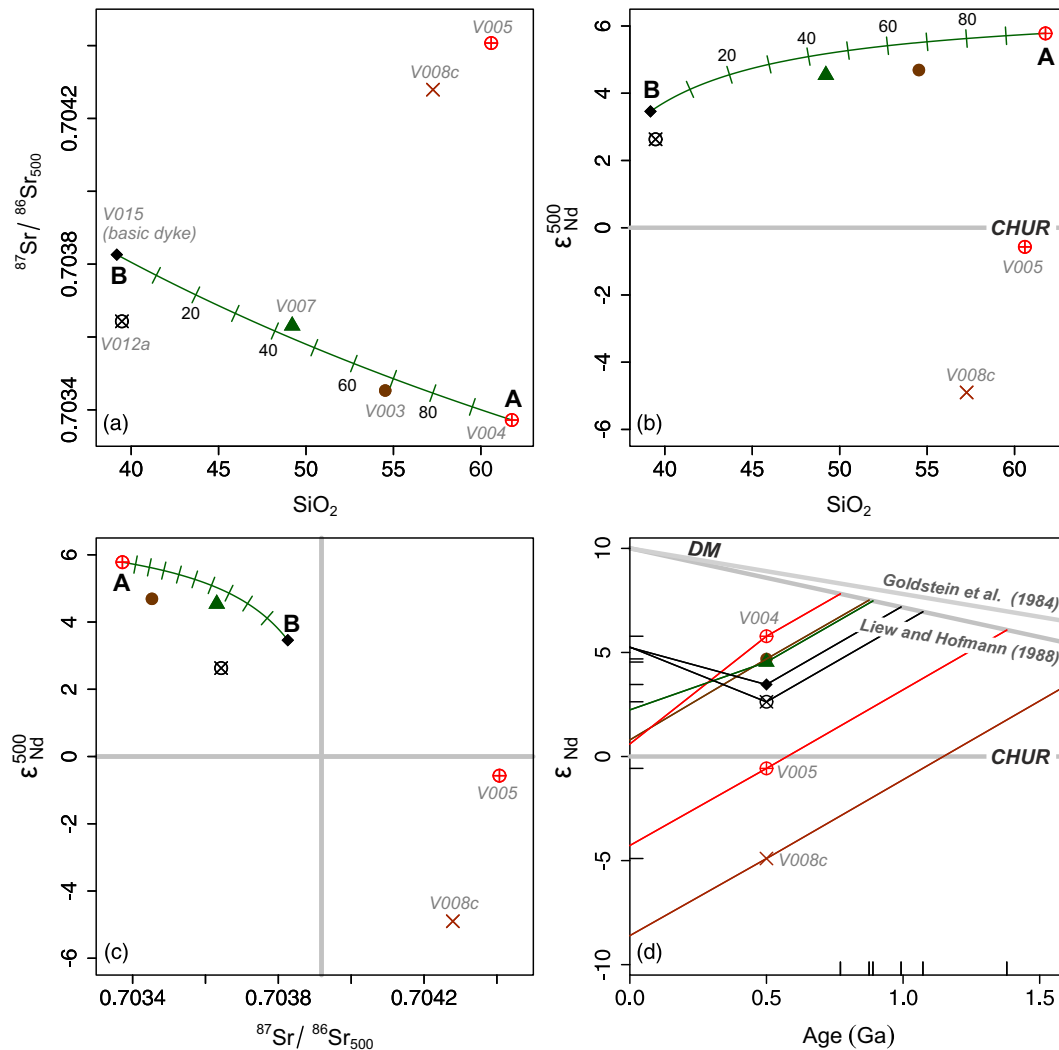 V005
V008c
0.7042
⁸⁷Sr/ ⁸⁶Sr₅₀₀
V015
(basic dyke)
B
0.7038
20
V007
V012a
40
60
V003
80
A
0.7034
V004
(a)
40 45 50 55 60
SiO₂
6
80
60
40
20
A
B
4
2
0
CHUR
V005
ε⁵⁰⁰Nd
-2
-4
V008c
-6
(b)
40 45 50 55 60
SiO₂
(c)
6
A
B
4
2
0
ε⁵⁰⁰Nd
V005
-2
-4
V008c
-6
0.7034 0.7038 0.7042
⁸⁷Sr/ ⁸⁶Sr₅₀₀
10
DM
Goldstein et al. (1984)
V004
Liew and Hofmann (1988)
5
0
CHUR
V005
ε Nd
-5
V008c
-10
(d)
0.0 0.5 1.0 1.5
Age (Ga)